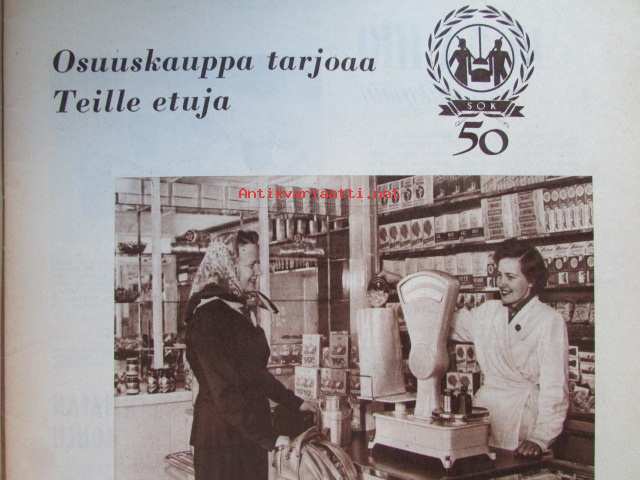 Osuuskauppa tarjoaa
Teille etuja
SOK
50
Antikvariaatti.net